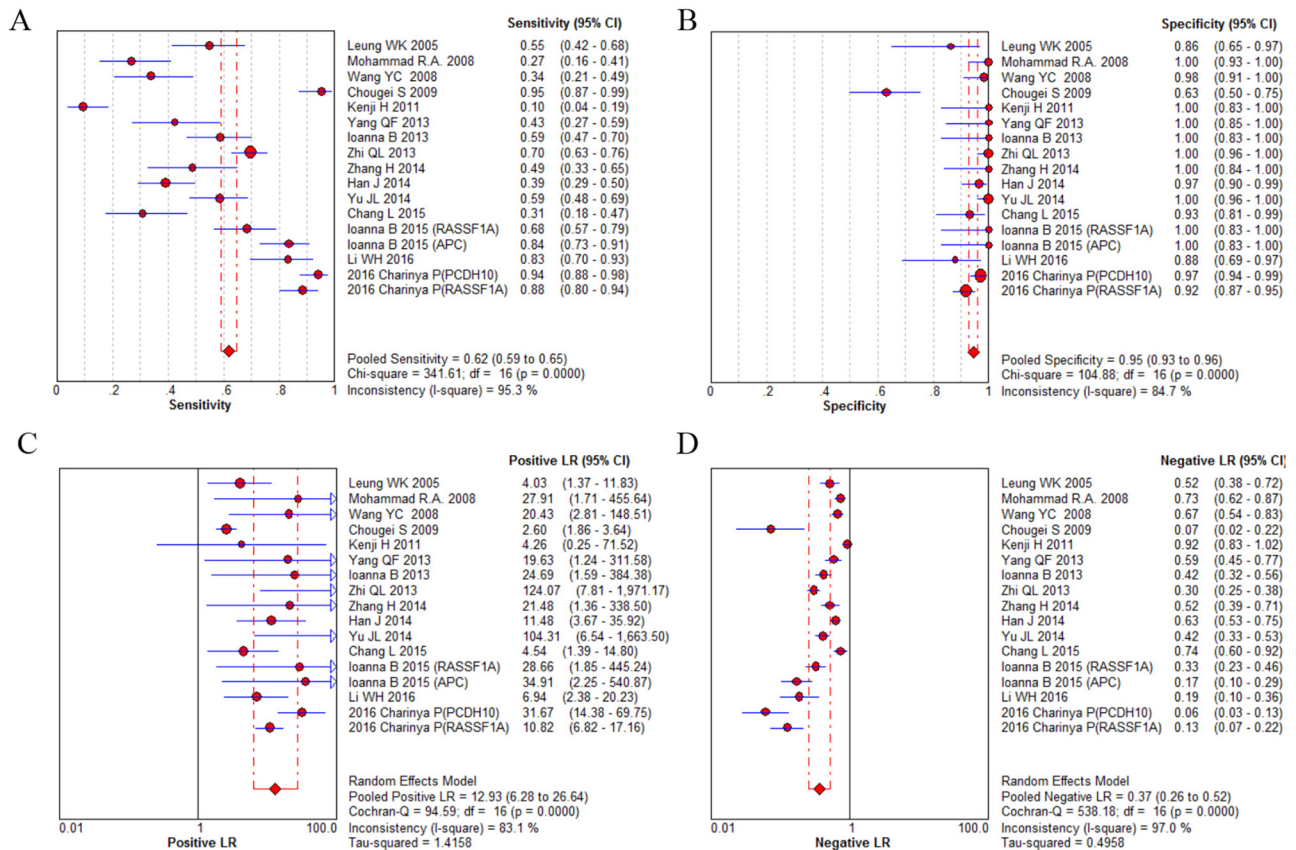 A
Sensitivity (95% CI)
Leung WK 2005 0.55 (0.42 - 0.68)
Mohammad R.A. 2008 0.27 (0.16 - 0.41)
Wang YC 2008 0.34 (0.21 - 0.49)
Chougei S 2009 0.95 (0.87 - 0.99)
Kenji H 2011 0.10 (0.04 - 0.19)
Yang QF 2013 0.43 (0.27 - 0.59)
Ioanna B 2013 0.59 (0.47 - 0.70)
Zhi QL 2013 0.70 (0.63 - 0.76)
Zhang H 2014 0.49 (0.33 - 0.65)
Han J 2014 0.39 (0.29 - 0.50)
Yu JL 2014 0.59 (0.48 - 0.69)
Chang L 2015 0.31 (0.18 - 0.47)
Ioanna B 2015 (RASSF1A) 0.68 (0.57 - 0.79)
Ioanna B 2015 (APC) 0.84 (0.73 - 0.91)
Li WH 2016 0.83 (0.70 - 0.93)
2016 Charinya P(PCDH10) 0.94 (0.88 - 0.98)
2016 Charinya P(RASSF1A) 0.88 (0.80 - 0.94)
Pooled Sensitivity = 0.62 (0.59 to 0.65)
Chi-square = 341.61; df = 16 (p = 0.0000)
Inconsistency (I-square) = 95.3 %
0 .2 .4 .6 .8 1
Sensitivity
B
Specificity (95% CI)
Leung WK 2005 0.86 (0.65 - 0.97)
Mohammad R.A. 2008 1.00 (0.93 - 1.00)
Wang YC 2008 0.98 (0.91 - 1.00)
Chougei S 2009 0.63 (0.50 - 0.75)
Kenji H 2011 1.00 (0.83 - 1.00)
Yang QF 2013 1.00 (0.85 - 1.00)
Ioanna B 2013 1.00 (0.83 - 1.00)
Zhi QL 2013 1.00 (0.96 - 1.00)
Zhang H 2014 1.00 (0.84 - 1.00)
Han J 2014 0.97 (0.90 - 0.99)
Yu JL 2014 1.00 (0.96 - 1.00)
Chang L 2015 0.93 (0.81 - 0.99)
Ioanna B 2015 (RASSF1A) 1.00 (0.83 - 1.00)
Ioanna B 2015 (APC) 1.00 (0.83 - 1.00)
Li WH 2016 0.88 (0.69 - 0.97)
2016 Charinya P(PCDH10) 0.97 (0.94 - 0.99)
2016 Charinya P(RASSF1A) 0.92 (0.87 - 0.95)
Pooled Specificity = 0.95 (0.93 to 0.96)
Chi-square = 104.88; df = 16 (p = 0.0000)
Inconsistency (I-square) = 84.7 %
0 .2 .4 .6 .8 1
Specificity
C
Positive LR (95% CI)
Leung WK 2005 4.03 (1.37 - 11.83)
Mohammad R.A. 2008 27.91 (1.71 - 455.64)
Wang YC 2008 20.43 (2.81 - 148.51)
Chougei S 2009 2.60 (1.86 - 3.64)
Kenji H 2011 4.26 (0.25 - 71.52)
Yang QF 2013 19.63 (1.24 - 311.58)
Ioanna B 2013 24.69 (1.59 - 384.38)
Zhi QL 2013 124.07 (7.81 - 1,971.17)
Zhang H 2014 21.48 (1.36 - 338.50)
Han J 2014 11.48 (3.67 - 35.92)
Yu JL 2014 104.31 (6.54 - 1,663.50)
Chang L 2015 4.54 (1.39 - 14.80)
Ioanna B 2015 (RASSF1A) 28.66 (1.85 - 445.24)
Ioanna B 2015 (APC) 34.91 (2.25 - 540.87)
Li WH 2016 6.94 (2.38 - 20.23)
2016 Charinya P(PCDH10) 31.67 (14.38 - 69.75)
2016 Charinya P(RASSF1A) 10.82 (6.82 - 17.16)
Random Effects Model
Pooled Positive LR = 12.93 (6.28 to 26.64)
Cochran-Q = 94.59; df = 16 (p = 0.0000)
Inconsistency (I-square) = 83.1 %
Tau-squared = 1.4158
0.01 1 100.0
Positive LR
D
Negative LR (95% CI)
Leung WK 2005 0.52 (0.38 - 0.72)
Mohammad R.A. 2008 0.73 (0.62 - 0.87)
Wang YC 2008 0.67 (0.54 - 0.83)
Chougei S 2009 0.07 (0.02 - 0.22)
Kenji H 2011 0.92 (0.83 - 1.02)
Yang QF 2013 0.59 (0.45 - 0.77)
Ioanna B 2013 0.42 (0.32 - 0.56)
Zhi QL 2013 0.30 (0.25 - 0.38)
Zhang H 2014 0.52 (0.39 - 0.71)
Han J 2014 0.63 (0.53 - 0.75)
Yu JL 2014 0.42 (0.33 - 0.53)
Chang L 2015 0.74 (0.60 - 0.92)
Ioanna B 2015 (RASSF1A) 0.33 (0.23 - 0.46)
Ioanna B 2015 (APC) 0.17 (0.10 - 0.29)
Li WH 2016 0.19 (0.10 - 0.36)
2016 Charinya P(PCDH10) 0.06 (0.03 - 0.13)
2016 Charinya P(RASSF1A) 0.13 (0.07 - 0.22)
Random Effects Model
Pooled Negative LR = 0.37 (0.26 to 0.52)
Cochran-Q = 538.18; df = 16 (p = 0.0000)
Inconsistency (I-square) = 97.0 %
Tau-squared = 0.4958
0.01 1 100.0
Negative LR